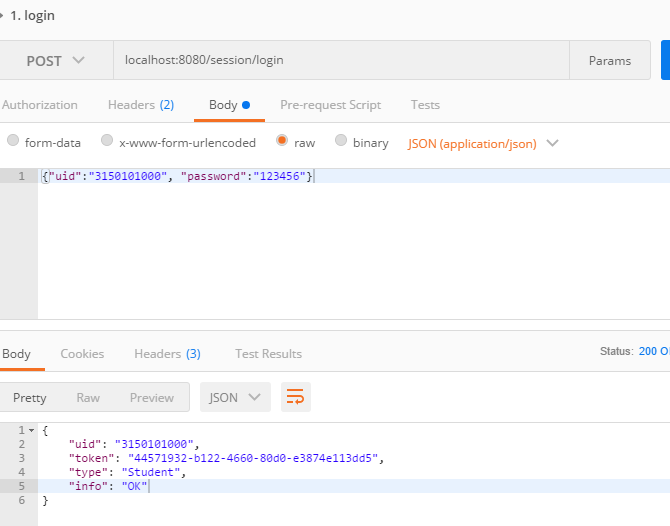 1. login
POST localhost:8080/session/login Params
Authorization Headers (2) Body Pre-request Script Tests
form-data x-www-form-urlencoded raw binary JSON (application/json)
1 {"uid":"3150101000", "password":"123456"}
Body Cookies Headers (3) Test Results Status: 200 O
Pretty Raw Preview JSON
1 {
2 "uid": "3150101000",
3 "token": "44571932-b122-4660-80d0-e3874e113dd5",
4 "type": "Student",
5 "info": "OK"
6 }